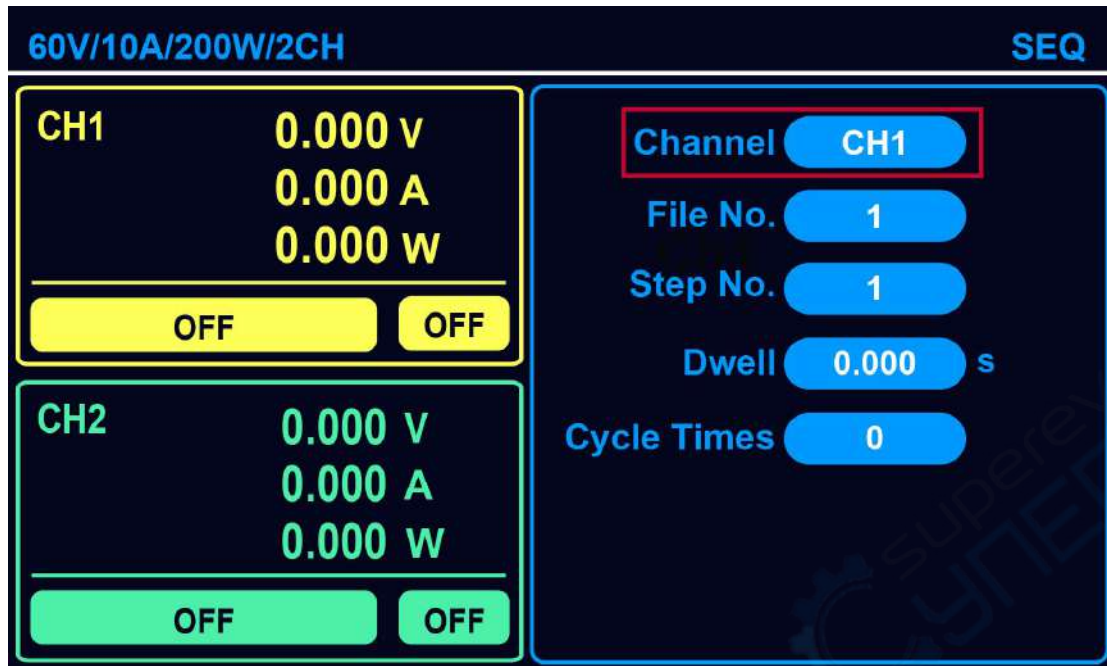 60V/10A/200W/2CH SEQ
CH1 0.000 V
0.000 A
0.000 W
OFF OFF
CH2 0.000 V
0.000 A
0.000 W
OFF OFF
Channel CH1
File No. 1
Step No. 1
Dwell 0.000 s
Cycle Times 0